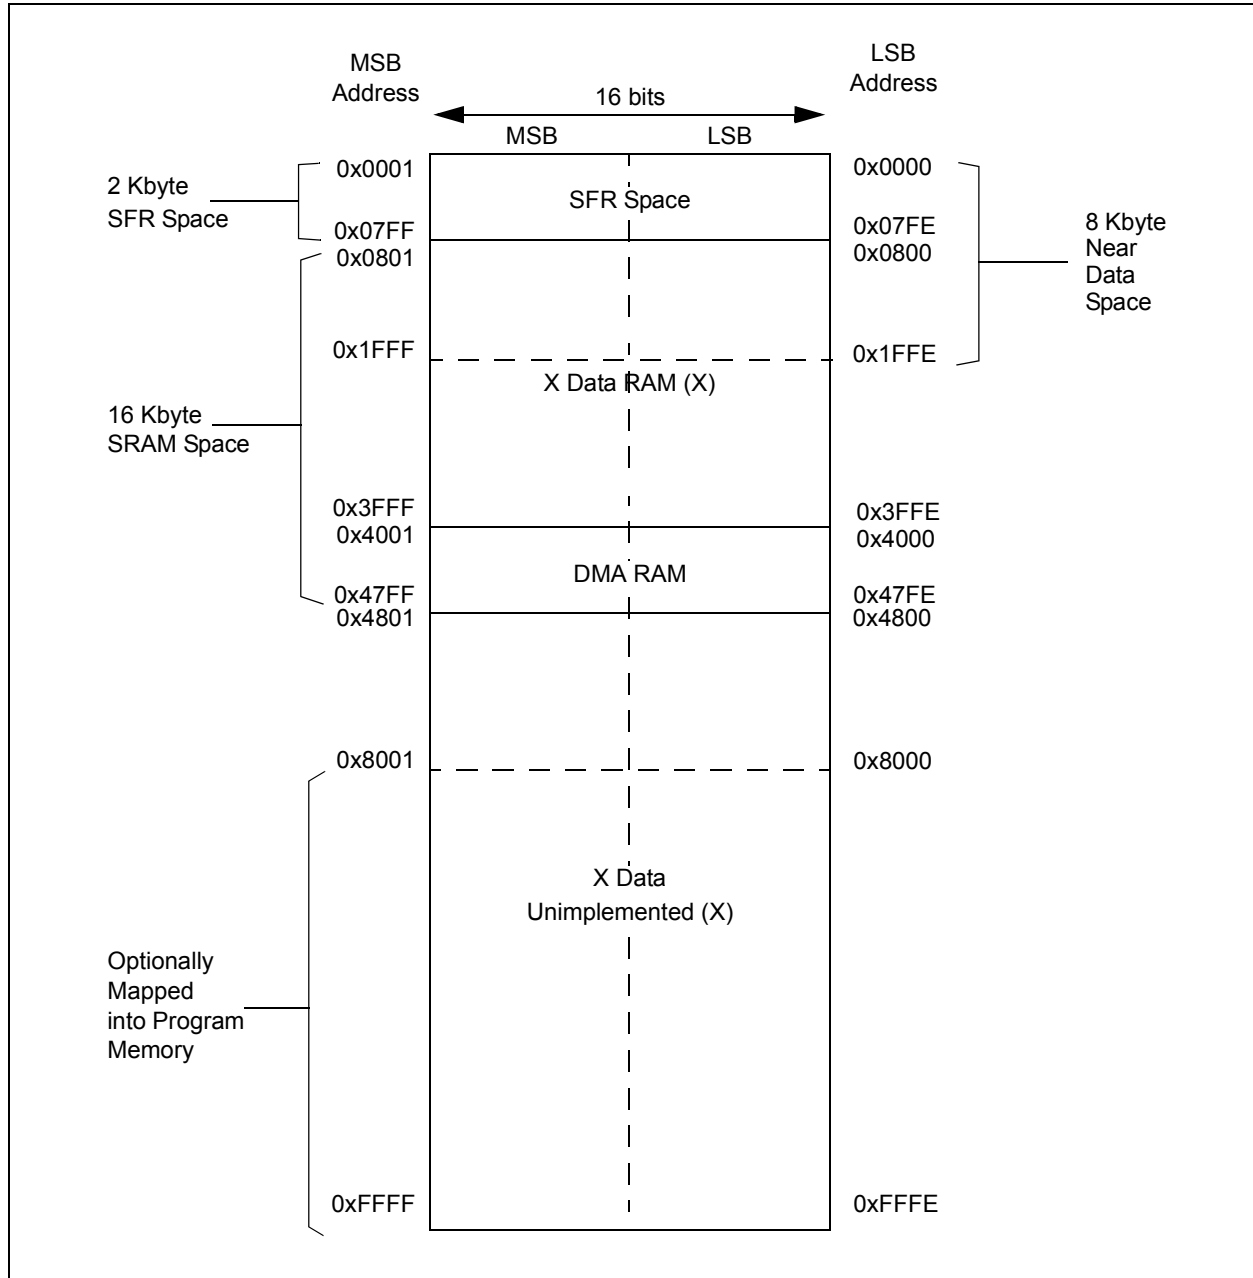 MSB
Address
LSB
Address
16 bits
MSB
LSB
0x0001
0x0000
2 Kbyte
SFR Space
SFR Space
0x07FF
0x07FE
0x0801
0x0800
8 Kbyte
Near
Data
Space
0x1FFF
0x1FFE
X Data RAM (X)
16 Kbyte
SRAM Space
0x3FFF
0x3FFE
0x4001
0x4000
DMA RAM
0x47FF
0x47FE
0x4801
0x4800
0x8001
0x8000
X Data
Unimplemented (X)
Optionally
Mapped
into Program
Memory
0xFFFF
0xFFFE